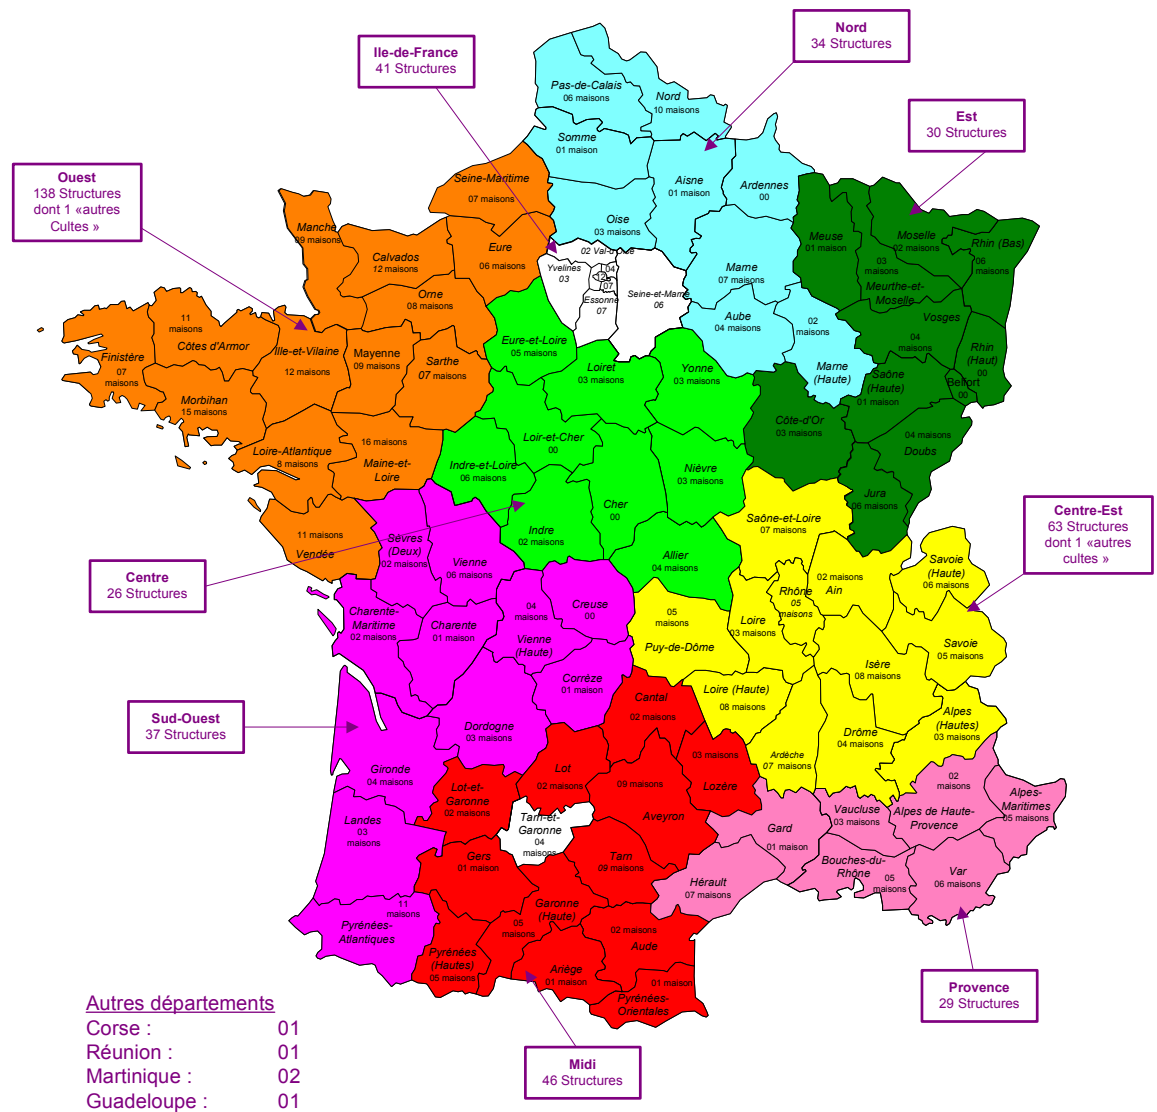 Nord
34 Structures
Ile-de-France
41 Structures
Est
30 Structures
Ouest
138 Structures
dont 1 «autres
Cultes »
Pas-de-Calais
06 maisons
Nord
10 maisons
Somme
01 maison
Aisne
01 maison
Ardennes
00
Oise
03 maisons
Seine-Maritime
07 maisons
Eure
06 maisons
Manche
09 maisons
Calvados
12 maisons
Orne
08 maisons
02 Val-d'Oise
Yvelines
03
04
12
07
Essonne
07
Seine-et-Marne
06
Marne
07 maisons
Aube
04 maisons
02
maisons
Marne
(Haute)
Meuse
01 maison
Moselle
02 maisons
03
maisons
Meurthe-et-
Moselle
Rhin (Bas)
06
maisons
Vosges
04
maisons
Rhin
(Haut)
00
Saône
(Haute)
01 maison
Belfort
00
Côte-d'Or
03 maisons
04 maisons
Doubs
Jura
06 maisons
11
maisons
Côtes d'Armor
Finistère
07
maisons
Morbihan
15 maisons
Ille-et-Vilaine
12 maisons
Mayenne
09 maisons
Sarthe
07 maisons
Loire-Atlantique
8 maisons
16 maisons
Maine-et-
Loire
11 maisons
Vendée
Eure-et-Loire
05 maisons
Loiret
03 maisons
Yonne
03 maisons
Loir-et-Cher
00
Indre-et-Loire
06 maisons
Cher
00
Nièvre
03 maisons
Indre
02 maisons
Allier
04 maisons
Centre
26 Structures
Centre-Est
63 Structures
dont 1 «autres
cultes »
Saône-et-Loire
07 maisons
02 maisons
Ain
Rhône
05
maisons
Loire
03 maisons
05
maisons
Puy-de-Dôme
Savoie
(Haute)
06 maisons
Savoie
05 maisons
Isère
08 maisons
Loire (Haute)
08 maisons
Ardèche
07 maisons
Drôme
04 maisons
Alpes
(Hautes)
03 maisons
Sèvres
(Deux)
02 maisons
Vienne
06 maisons
Charente-
Maritime
02 maisons
Charente
01 maison
04
maisons
Vienne
(Haute)
Creuse
00
Corrèze
01 maison
Dordogne
03 maisons
Gironde
04 maisons
Landes
03
maisons
11
maisons
Pyrénées-
Atlantiques
Sud-Ouest
37 Structures
Cantal
02 maisons
Lot
02 maisons
Lot-et-
Garonne
02 maisons
09 maisons
Aveyron
03 maisons
Lozère
Tarn-et-
Garonne
04
maisons
Gers
01 maison
Tarn
09 maisons
Garonne
(Haute)
05
maisons
Pyrénées
(Hautes)
05 maisons
Ariège
01 maison
02 maisons
Aude
01 maison
Pyrénées-
Orientales
Gard
01 maison
Hérault
07 maisons
Vaucluse
03 maisons
Bouches-du-
Rhône
05
maisons
02
maisons
Alpes de Haute-
Provence
Alpes-
Maritimes
05 maisons
Var
06 maisons
Provence
29 Structures
Midi
46 Structures
Autres départements
Corse : 01
Réunion : 01
Martinique : 02
Guadeloupe : 01